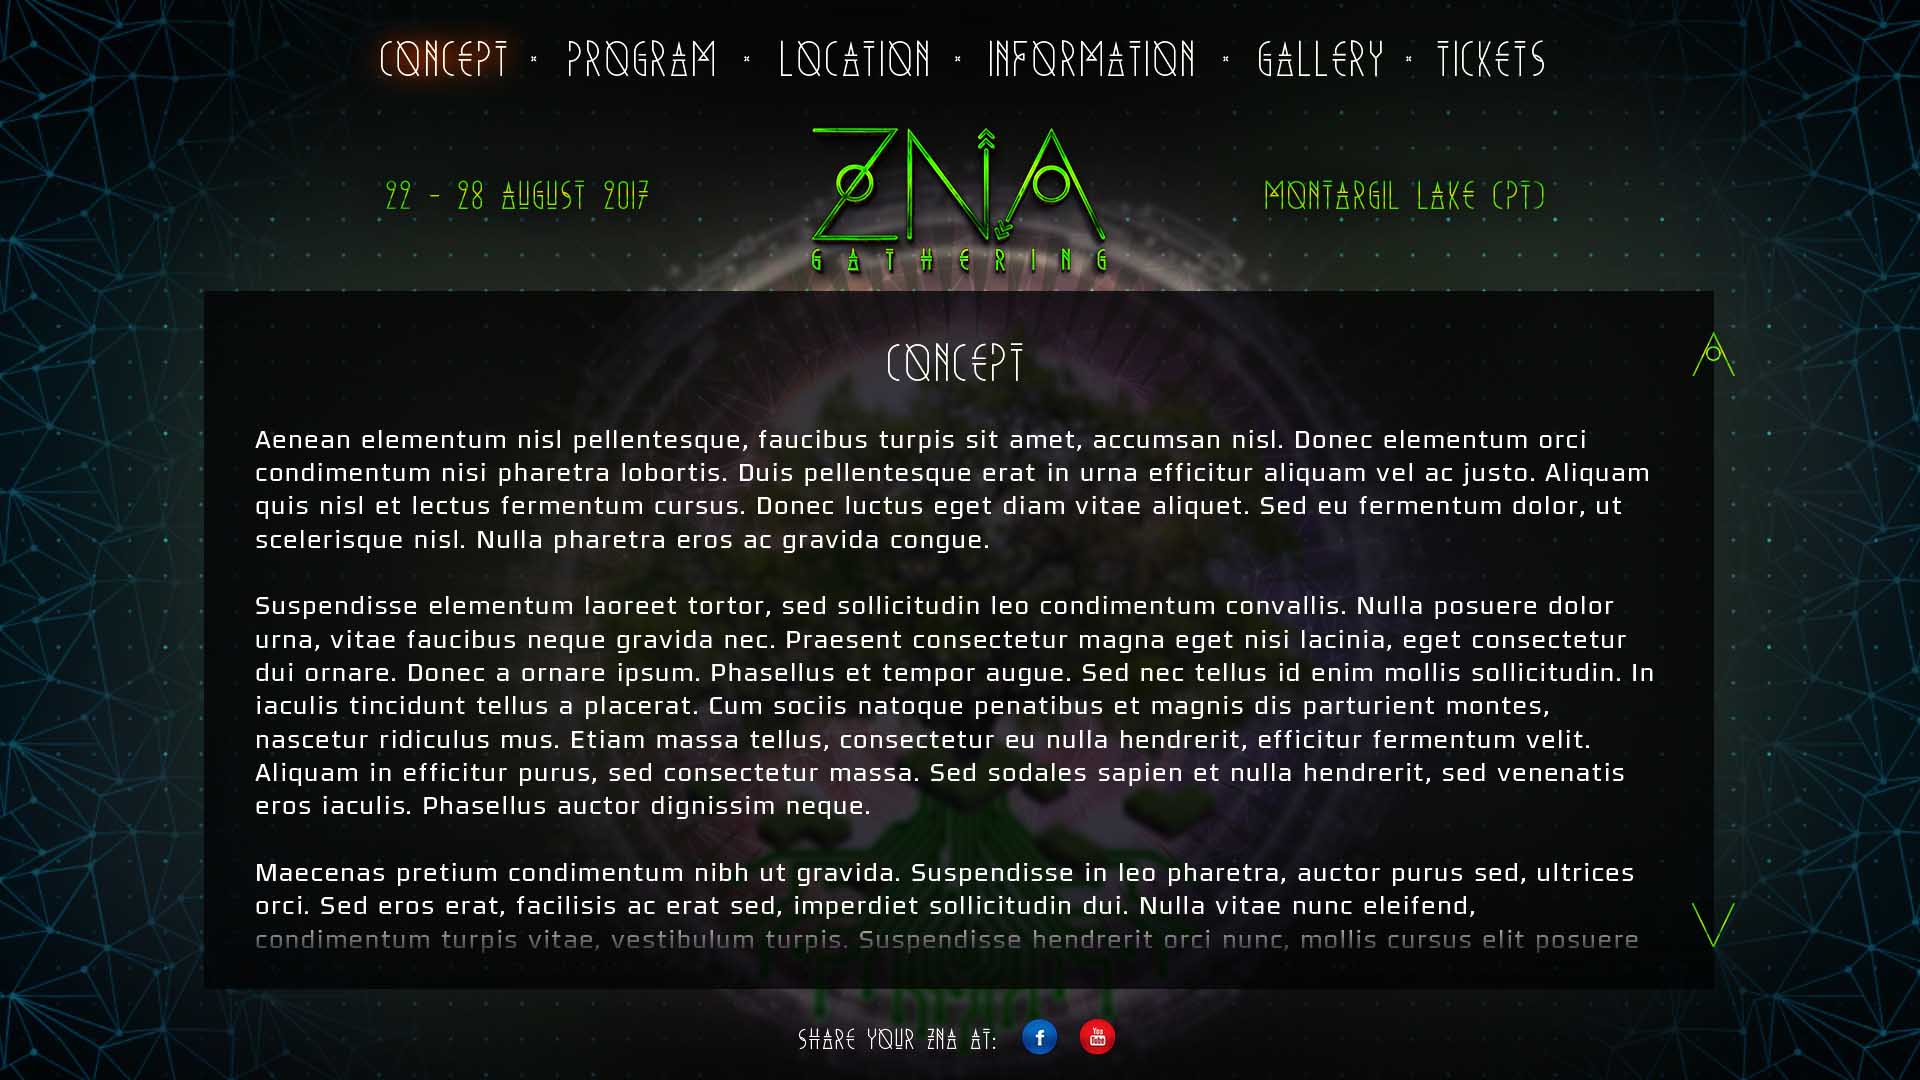 CONCEPT · PROGRAM · LOCATION · INFORMATION · GALLERY · TICKETS
ZNA
22 - 28 AUGUST 2017
MONTARGIL LAKE (PT)
GATHERING
CONCEPT
Aenean elementum nisl pellentesque, faucibus turpis sit amet, accumsan nisl. Donec elementum orci
condimentum nisi pharetra lobortis. Duis pellentesque erat in urna efficitur aliquam vel ac justo. Aliquam
quis nisl et lectus fermentum cursus. Donec luctus eget diam vitae aliquet. Sed eu fermentum dolor, ut
scelerisque nisl. Nulla pharetra eros ac gravida congue.
Suspendisse elementum laoreet tortor, sed sollicitudin leo condimentum convallis. Nulla posuere dolor
urna, vitae faucibus neque gravida nec. Praesent consectetur magna eget nisi lacinia, eget consectetur
dui ornare. Donec a ornare ipsum. Phasellus et tempor augue. Sed nec tellus id enim mollis sollicitudin. In
iaculis tincidunt tellus a placerat. Cum sociis natoque penatibus et magnis dis parturient montes,
nascetur ridiculus mus. Etiam massa tellus, consectetur eu nulla hendrerit, efficitur fermentum velit.
Aliquam in efficitur purus, sed consectetur massa. Sed sodales sapien et nulla hendrerit, sed venenatis
eros iaculis. Phasellus auctor dignissim neque.
Maecenas pretium condimentum nibh ut gravida. Suspendisse in leo pharetra, auctor purus sed, ultrices
orci. Sed eros erat, facilisis ac erat sed, imperdiet sollicitudin dui. Nulla vitae nunc eleifend,
condimentum turpis vitae, vestibulum turpis. Suspendisse hendrerit orci nunc, mollis cursus elit posuere
SHARE YOUR ZNA AT: f You Tube